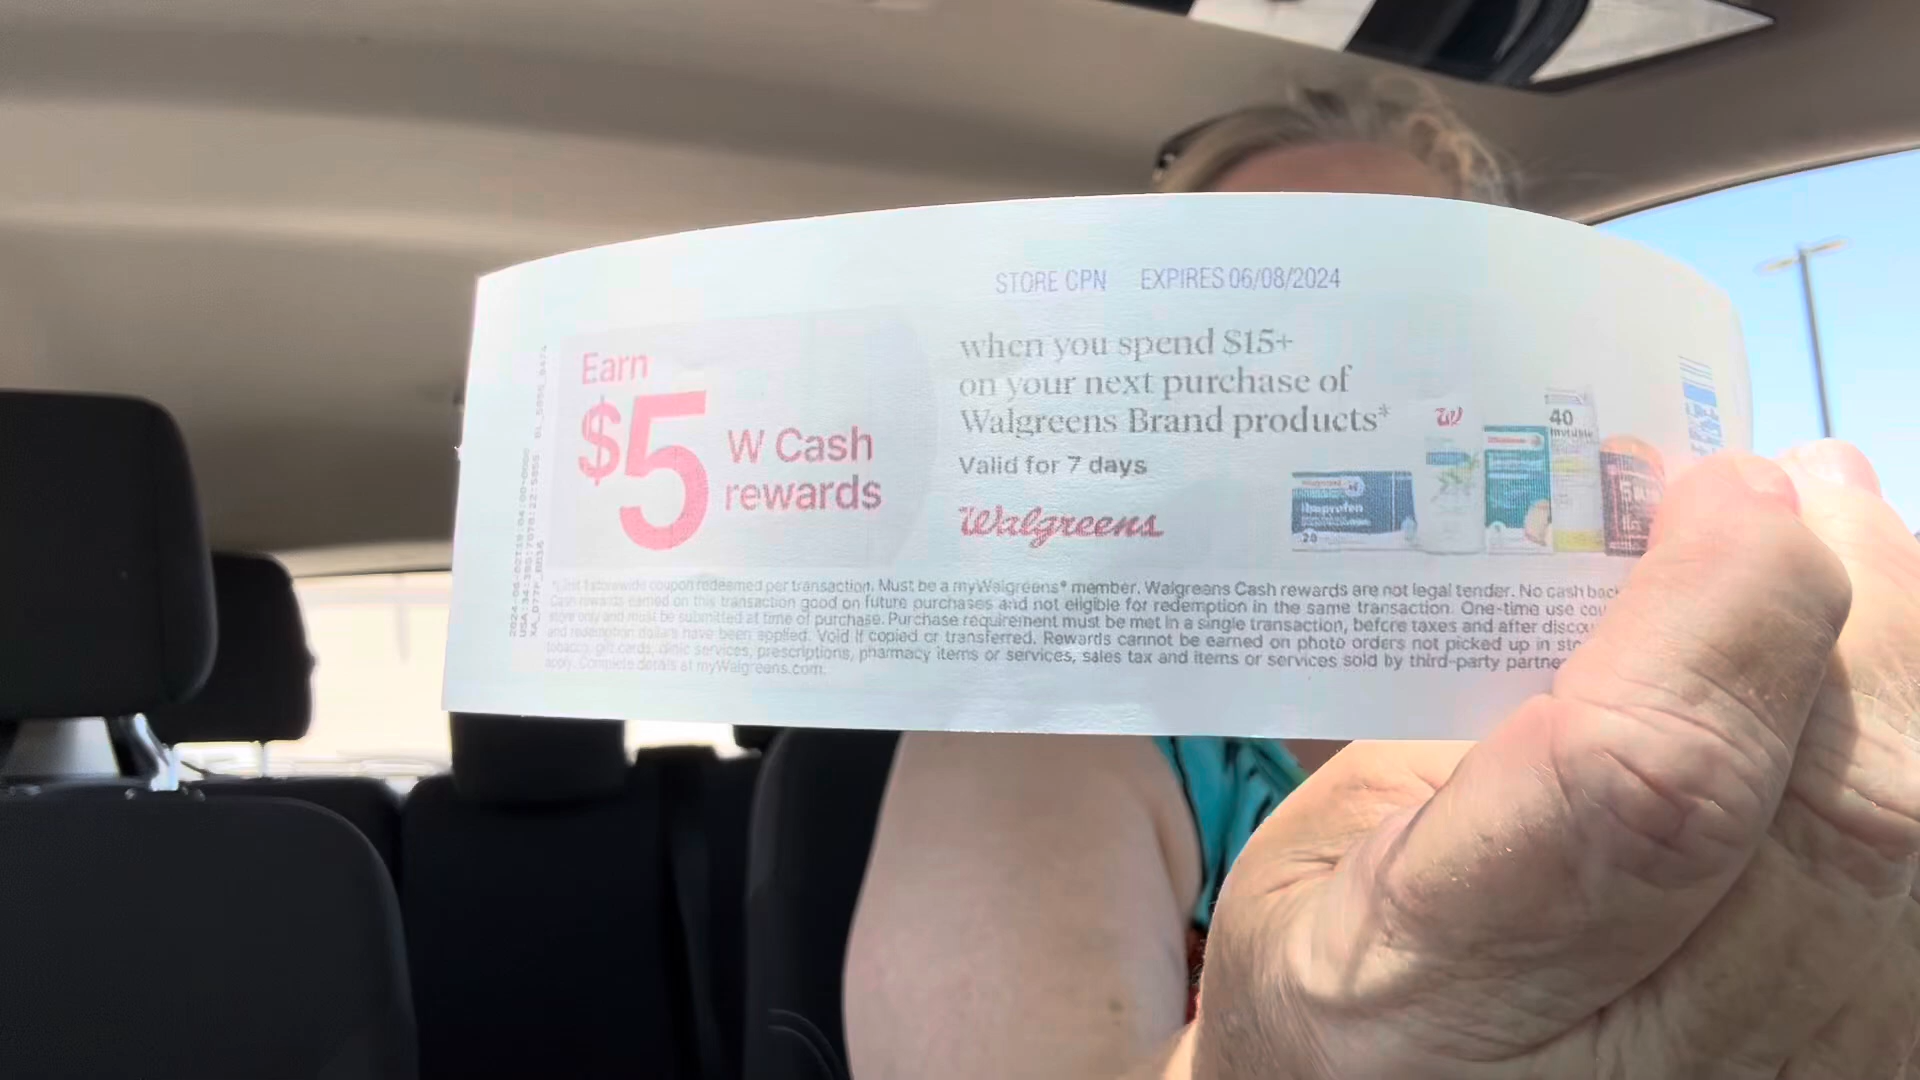 STORE CPN EXPIRES 06/08/2024
Earn
$5
W Cash
rewards
when you spend $15+
on your next purchase of
Walgreens Brand products*
Valid for 7 days
Walgreens
W
ibuprofen
20
40
storewide coupon redeemed per transaction. Must be a myWalgreens® member. Walgreens Cash rewards are not legal tender. No cash back
Cash rewards earned on this transaction good on future purchases and not eligible for redemption in the same transaction. One-time use
store only and must be submitted at time of purchase. Purchase requirement must be met in a single transaction, before taxes and after
and redemption dollars have been applied. Void if copied or transferred. Rewards cannot be earned on photo orders not picked up in
tobacco, gift cards, clinic services, prescriptions, pharmacy items or services, sales tax and items or services sold by third-party
apply. Complete details at myWalgreens.com.